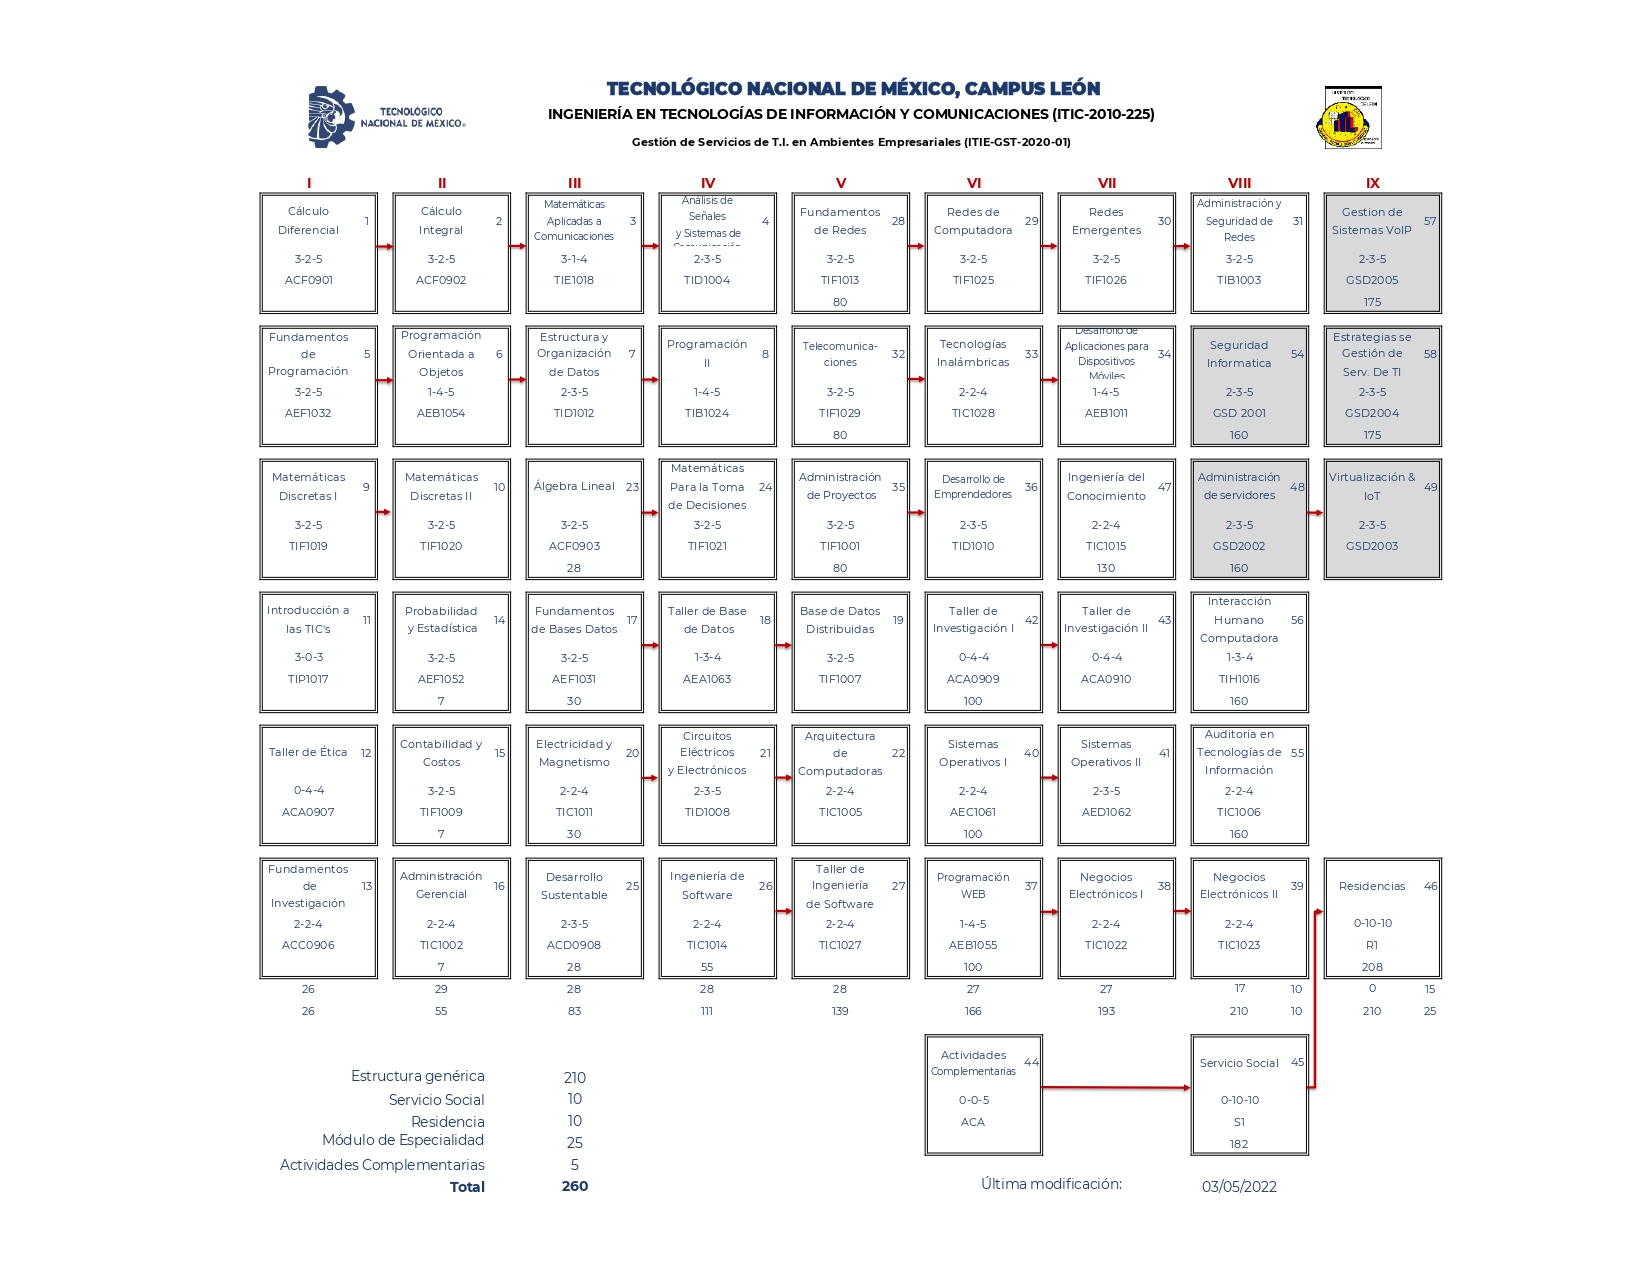 TECNOLÓGICO NACIONAL DE MÉXICO, CAMPUS LEÓN
INGENIERÍA EN TECNOLOGÍAS DE INFORMACIÓN Y COMUNICACIONES (ITIC-2010-225)
Gestión de Servicios de T.I. en Ambientes Empresariales (ITIE-GST-2020-01)
TECNOLÓGICO
NACIONAL DE MÉXICO
INSTITUTO
TECNOLOGICO
DE LEON
I II III IV V VI VII VIII IX
Cálculo
Diferencial
1
3-2-5
ACF0901
Cálculo
Integral
2
3-2-5
ACF0902
Matemáticas
Aplicadas a
Comunicaciones
3
3-1-4
TIE1018
Análisis de
Señales
y Sistemas de
Comunicación
4
2-3-5
TID1004
Fundamentos
de Redes
28
3-2-5
TIF1013
80
Redes de
Computadora
29
3-2-5
TIF1025
Redes
Emergentes
30
3-2-5
TIF1026
Administración y
Seguridad de
Redes
31
3-2-5
TIB1003
Gestion de
Sistemas VoIP
57
2-3-5
GSD2005
175
Fundamentos
de
Programación
5
3-2-5
AEF1032
Programación
Orientada a
Objetos
6
1-4-5
AEB1054
Estructura y
Organización
de Datos
7
2-3-5
TID1012
Programación
II
8
1-4-5
TIB1024
Telecomunica-
ciones
32
3-2-5
TIF1029
80
Tecnologías
Inalámbricas
33
2-2-4
TIC1028
Desarrollo de
Aplicaciones para
Dispositivos
Móviles
34
1-4-5
AEB1011
Seguridad
Informatica
54
2-3-5
GSD 2001
160
Estrategias se
Gestión de
Serv. De TI
58
2-3-5
GSD2004
175
Matemáticas
Discretas I
9
3-2-5
TIF1019
Matemáticas
Discretas II
10
3-2-5
TIF1020
Álgebra Lineal
23
3-2-5
ACF0903
28
Matemáticas
Para la Toma
de Decisiones
24
3-2-5
TIF1021
Administración
de Proyectos
35
3-2-5
TIF1001
80
Desarrollo de
Emprendedores
36
2-3-5
TID1010
Ingeniería del
Conocimiento
47
2-2-4
TIC1015
130
Administración
de servidores
48
2-3-5
GSD2002
160
Virtualización &
IoT
49
2-3-5
GSD2003
Introducción a
las TIC's
11
3-0-3
TIP1017
Probabilidad
y Estadística
14
3-2-5
AEF1052
7
Fundamentos
de Bases Datos
17
3-2-5
AEF1031
30
Taller de Base
de Datos
18
1-3-4
AEA1063
Base de Datos
Distribuidas
19
3-2-5
TIF1007
Taller de
Investigación I
42
0-4-4
ACA0909
100
Taller de
Investigación II
43
0-4-4
ACA0910
Interacción
Humano
Computadora
56
1-3-4
TIH1016
160
Taller de Ética
12
0-4-4
ACA0907
Contabilidad y
Costos
15
3-2-5
TIF1009
7
Electricidad y
Magnetismo
20
2-2-4
TIC1011
30
Circuitos
Eléctricos
y Electrónicos
21
2-3-5
TID1008
Arquitectura
de
Computadoras
22
2-2-4
TIC1005
Sistemas
Operativos I
40
2-2-4
AEC1061
100
Sistemas
Operativos II
41
2-3-5
AED1062
Auditoría en
Tecnologías de
Información
55
2-2-4
TIC1006
160
Fundamentos
de
Investigación
13
2-2-4
ACC0906
Administración
Gerencial
16
2-2-4
TIC1002
7
Desarrollo
Sustentable
25
2-3-5
ACD0908
28
Ingeniería de
Software
26
2-2-4
TIC1014
55
Taller de
Ingeniería
de Software
27
2-2-4
TIC1027
Programación
WEB
37
1-4-5
AEB1055
100
Negocios
Electrónicos I
38
2-2-4
TIC1022
Negocios
Electrónicos II
39
2-2-4
TIC1023
Residencias
46
0-10-10
R1
208
26 29 28 28 28 27 27 17 10 0 15
26 55 83 111 139 166 193 210 10 210 25
Actividades
Complementarias
44
0-0-5
ACA
Servicio Social
45
0-10-10
S1
182
Estructura genérica 210
Servicio Social 10
Residencia 10
Módulo de Especialidad 25
Actividades Complementarias 5
Total 260
Última modificación: 03/05/2022